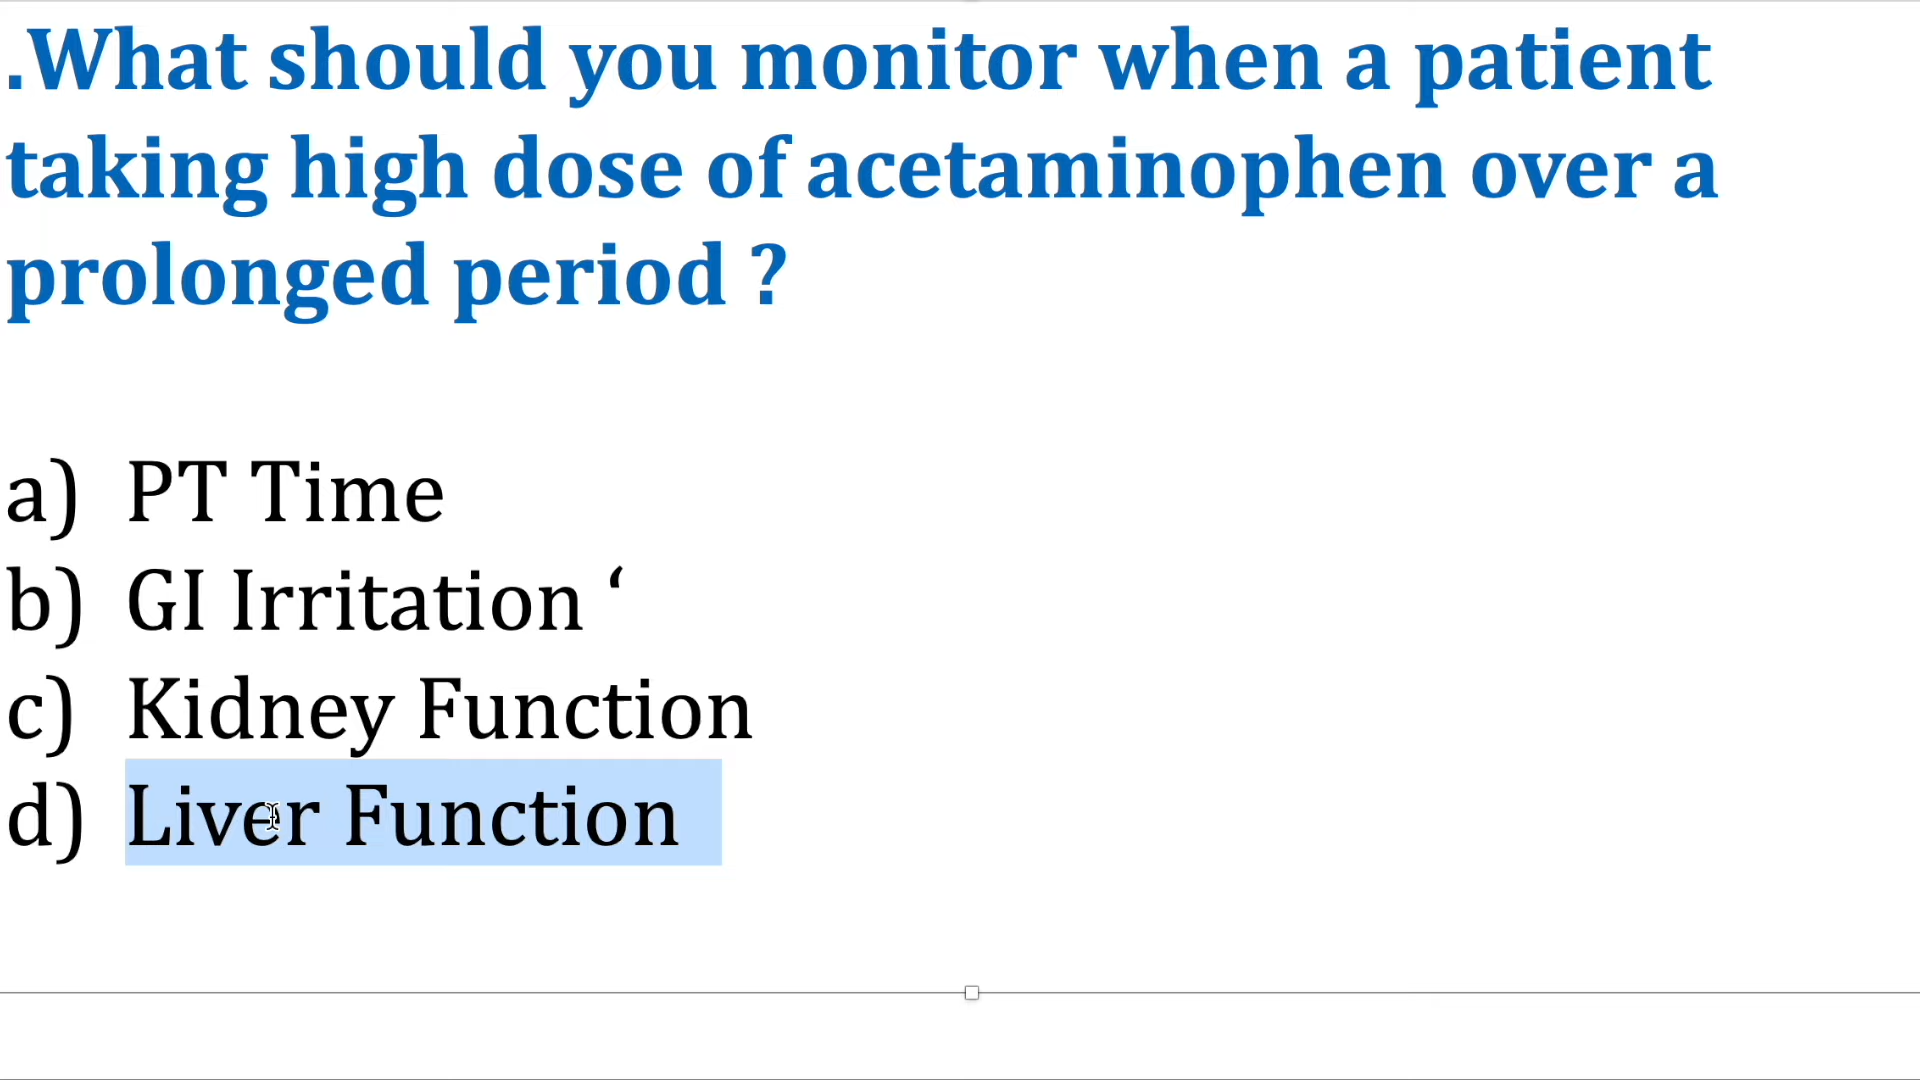 .What should you monitor when a patient
taking high dose of acetaminophen over a
prolonged period ?
a) PT Time
b) GI Irritation ‘
c) Kidney Function
d) Liver Function